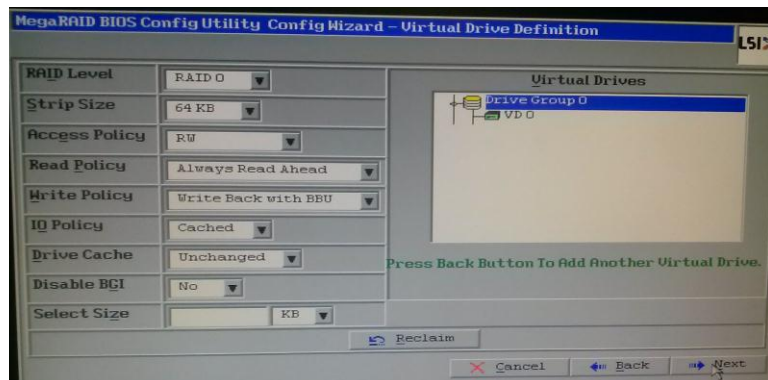 MegaRAID BIOS Config Utility Config Wizard - Virtual Drive Definition
LSI
RAID Level RAID 0
Strip Size 64 KB
Access Policy RW
Read Policy Always Read Ahead
Write Policy Write Back with BBU
IO Policy Cached
Drive Cache Unchanged
Disable BGI No
Select Size KB
Virtual Drives
Drive Group 0
VD 0
Press Back Button To Add Another Virtual Drive.
Reclaim
Cancel Back Next